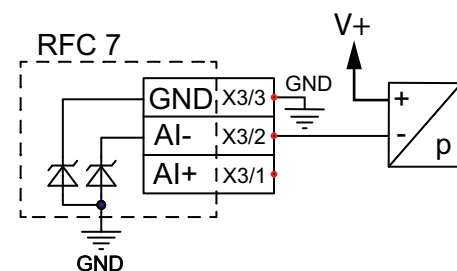 V+
RFC 7
GND X3/3 GND
AI- X3/2
AI+ X3/1
+
-
p
GND